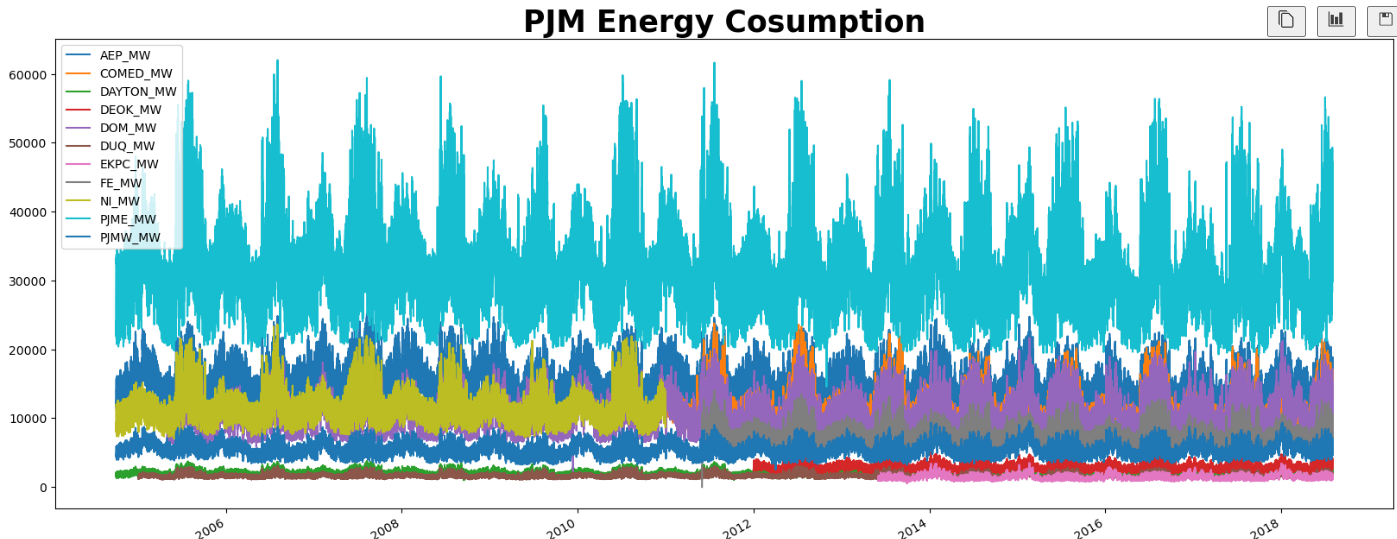 PJM Energy Cosumption
AEP_MW
COMED_MW
DAYTON_MW
DEOK_MW
DOM_MW
DUQ_MW
EKPC_MW
FE_MW
NI_MW
PJME_MW
PJMW_MW
60000
50000
40000
30000
20000
10000
0
2006
2008
2010
2012
2014
2016
2018